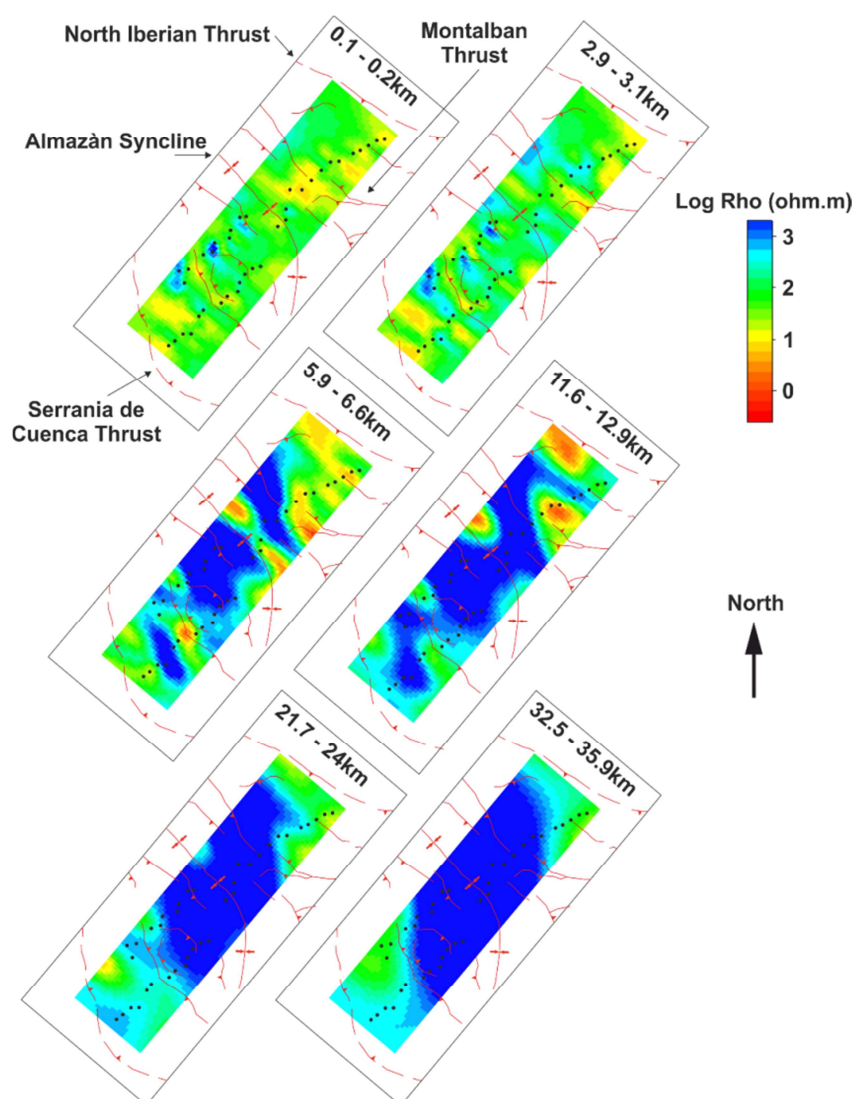 North Iberian Thrust
0.1 - 0.2km
Montalban
Thrust
2.9 - 3.1km
Almazàn Syncline
Log Rho (ohm.m)
3
2
1
0
Serrania de
Cuenca Thrust
5.9 - 6.6km
11.6 - 12.9km
North
21.7 - 24km
32.5 - 35.9km